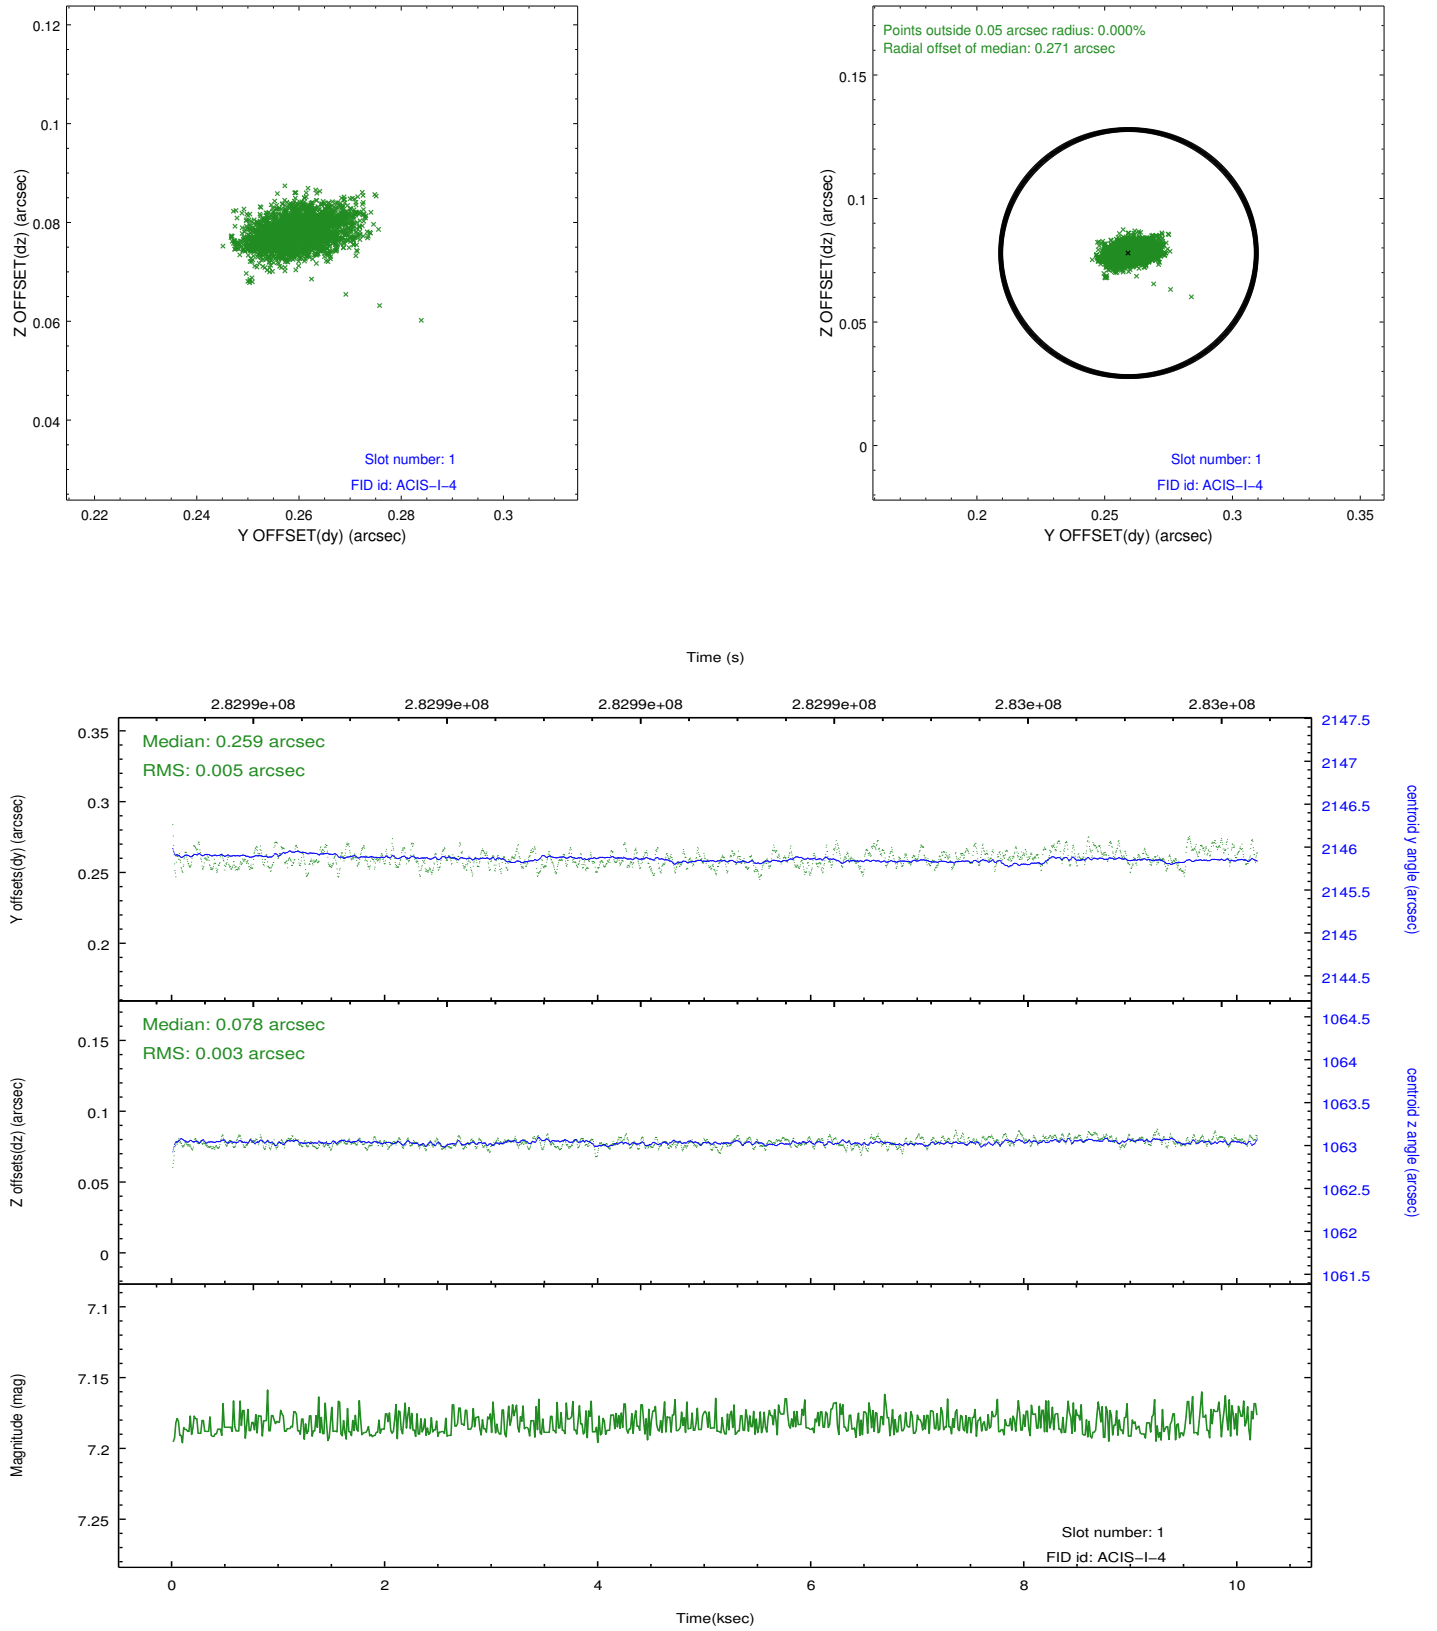 0.12
0.1
0.08
0.06
0.04
Z OFFSET(dz) (arcsec)
Slot number: 1
FID id: ACIS−I−4
0.22 0.24 0.26 0.28 0.3
Y OFFSET(dy) (arcsec)
Points outside 0.05 arcsec radius: 0.000%
Radial offset of median: 0.271 arcsec
0.15
0.1
0.05
0
Z OFFSET(dz) (arcsec)
Slot number: 1
FID id: ACIS−I−4
0.2 0.25 0.3 0.35
Y OFFSET(dy) (arcsec)
Time (s)
2.8299e+08 2.8299e+08 2.8299e+08 2.8299e+08 2.83e+08 2.83e+08
Median: 0.259 arcsec
RMS: 0.005 arcsec
0.35
0.3
0.25
0.2
Y offsets(dy) (arcsec)
2147.5
2147
2146.5
2146
2145.5
2145
2144.5
centroid y angle (arcsec)
Median: 0.078 arcsec
RMS: 0.003 arcsec
0.15
0.1
0.05
0
Z offsets(dz) (arcsec)
1064.5
1064
1063.5
1063
1062.5
1062
1061.5
centroid z angle (arcsec)
7.1
7.15
7.2
7.25
Magnitude (mag)
Slot number: 1
FID id: ACIS−I−4
0 2 4 6 8 10
Time(ksec)